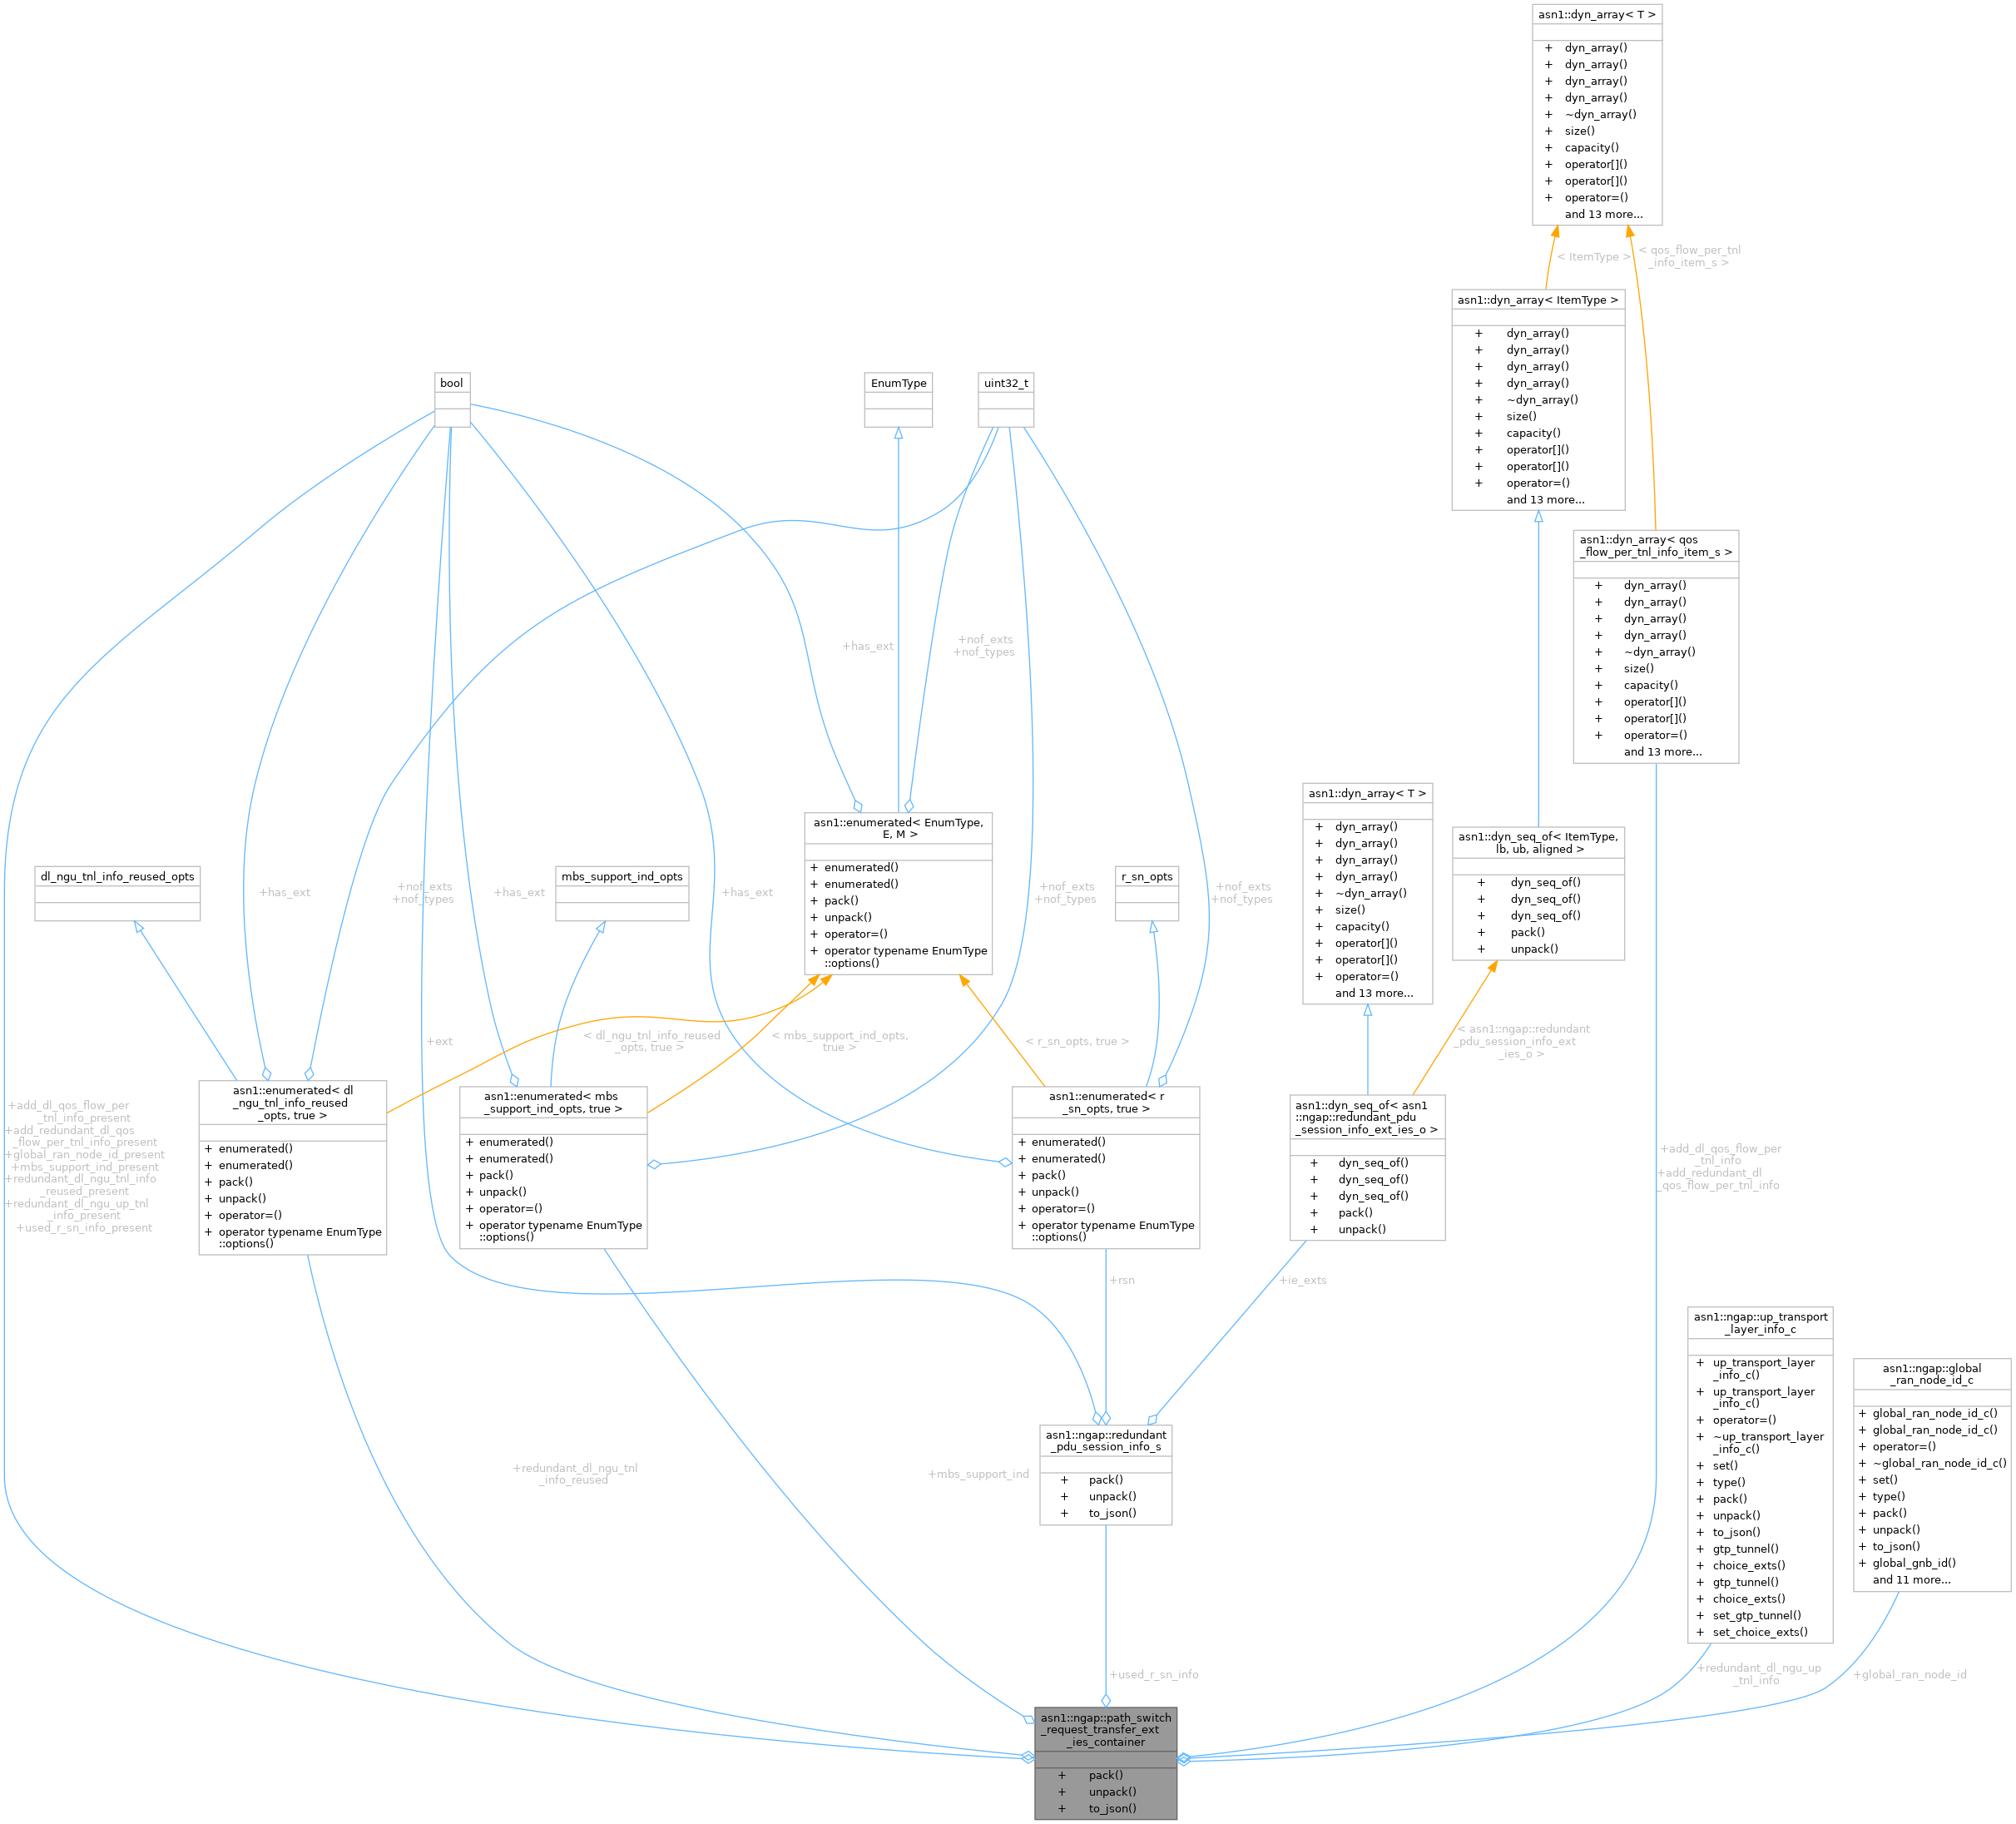 asn1::dyn_array< T >
+ dyn_array()
+ dyn_array()
+ dyn_array()
+ dyn_array()
+ ~dyn_array()
+ size()
+ capacity()
+ operator[]()
+ operator[]()
+ operator=()
and 13 more...
< ItemType >
< qos_flow_per_tnl
_info_item_s >
asn1::dyn_array< ItemType >
+ dyn_array()
+ dyn_array()
+ dyn_array()
+ dyn_array()
+ ~dyn_array()
+ size()
+ capacity()
+ operator[]()
+ operator[]()
+ operator=()
and 13 more...
bool
EnumType
uint32_t
asn1::dyn_array< qos
_flow_per_tnl_info_item_s >
+ dyn_array()
+ dyn_array()
+ dyn_array()
+ dyn_array()
+ ~dyn_array()
+ size()
+ capacity()
+ operator[]()
+ operator[]()
+ operator=()
and 13 more...
+has_ext
+nof_exts
+nof_types
asn1::dyn_array< T >
+ dyn_array()
+ dyn_array()
+ dyn_array()
+ dyn_array()
+ ~dyn_array()
+ size()
+ capacity()
+ operator[]()
+ operator[]()
+ operator=()
and 13 more...
asn1::enumerated< EnumType,
E, M >
+ enumerated()
+ enumerated()
+ pack()
+ unpack()
+ operator=()
+ operator typename EnumType
::options()
asn1::dyn_seq_of< ItemType,
lb, ub, aligned >
+ dyn_seq_of()
+ dyn_seq_of()
+ dyn_seq_of()
+ pack()
+ unpack()
dl_ngu_tnl_info_reused_opts
+has_ext
+nof_exts
+nof_types
+has_ext
mbs_support_ind_opts
+has_ext
+nof_exts
+nof_types
r_sn_opts
+nof_exts
+nof_types
+ext
< dl_ngu_tnl_info_reused
_opts, true >
< mbs_support_ind_opts,
true >
< r_sn_opts, true >
< asn1::ngap::redundant
_pdu_session_info_ext
_ies_o >
+add_dl_qos_flow_per
_tnl_info_present
+add_redundant_dl_qos
_flow_per_tnl_info_present
+global_ran_node_id_present
+mbs_support_ind_present
+redundant_dl_ngu_tnl_info
_reused_present
+redundant_dl_ngu_up_tnl
_info_present
+used_r_sn_info_present
asn1::enumerated< dl
_ngu_tnl_info_reused
_opts, true >
+ enumerated()
+ enumerated()
+ pack()
+ unpack()
+ operator=()
+ operator typename EnumType
::options()
asn1::enumerated< mbs
_support_ind_opts, true >
+ enumerated()
+ enumerated()
+ pack()
+ unpack()
+ operator=()
+ operator typename EnumType
::options()
asn1::enumerated< r
_sn_opts, true >
+ enumerated()
+ enumerated()
+ pack()
+ unpack()
+ operator=()
+ operator typename EnumType
::options()
asn1::dyn_seq_of< asn1
::ngap::redundant_pdu
_session_info_ext_ies_o >
+ dyn_seq_of()
+ dyn_seq_of()
+ dyn_seq_of()
+ pack()
+ unpack()
+add_dl_qos_flow_per
_tnl_info
+add_redundant_dl
_qos_flow_per_tnl_info
+rsn
+ie_exts
asn1::ngap::up_transport
_layer_info_c
+ up_transport_layer
_info_c()
+ up_transport_layer
_info_c()
+ operator=()
+ ~up_transport_layer
_info_c()
+ set()
+ type()
+ pack()
+ unpack()
+ to_json()
+ gtp_tunnel()
+ choice_exts()
+ gtp_tunnel()
+ choice_exts()
+ set_gtp_tunnel()
+ set_choice_exts()
asn1::ngap::global
_ran_node_id_c
+ global_ran_node_id_c()
+ global_ran_node_id_c()
+ operator=()
+ ~global_ran_node_id_c()
+ set()
+ type()
+ pack()
+ unpack()
+ to_json()
+ global_gnb_id()
and 11 more...
+redundant_dl_ngu_tnl
_info_reused
+mbs_support_ind
asn1::ngap::redundant
_pdu_session_info_s
+ pack()
+ unpack()
+ to_json()
+used_r_sn_info
+redundant_dl_ngu_up
_tnl_info
+global_ran_node_id
asn1::ngap::path_switch
_request_transfer_ext
_ies_container
+ pack()
+ unpack()
+ to_json()